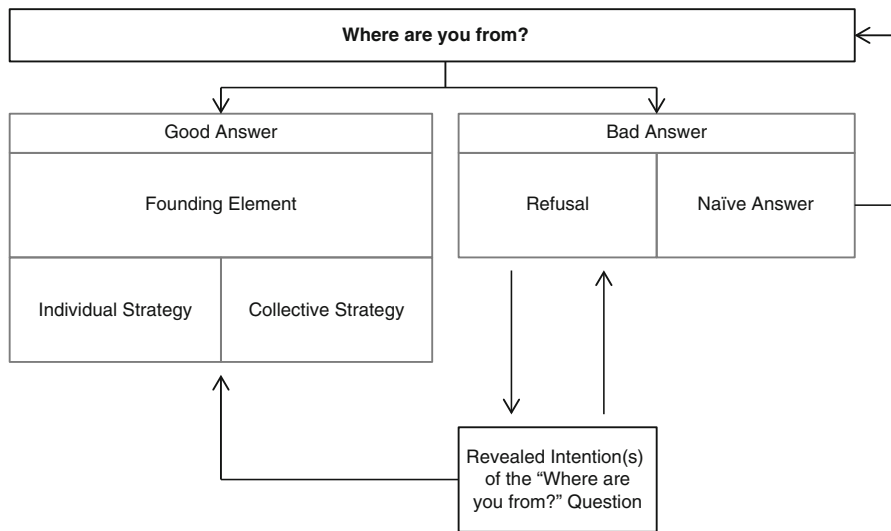 Where are you from?
Good Answer
Bad Answer
Founding Element
Refusal
Naïve Answer
Individual Strategy
Collective Strategy
Revealed Intention(s)
of the “Where are
you from?” Question